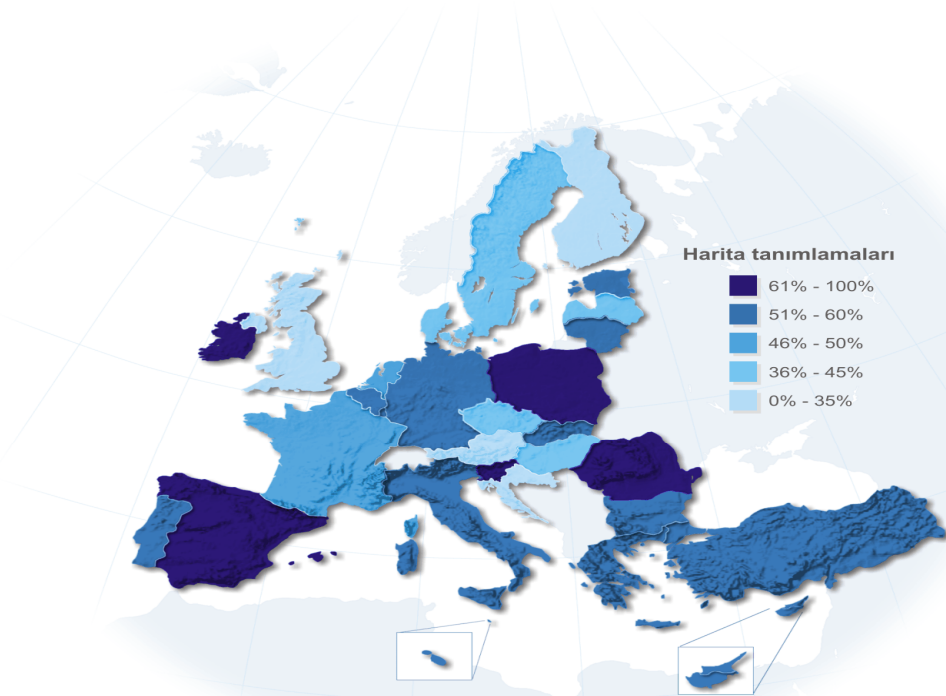 Harita tanımlamaları
61% - 100%
51% - 60%
46% - 50%
36% - 45%
0% - 35%